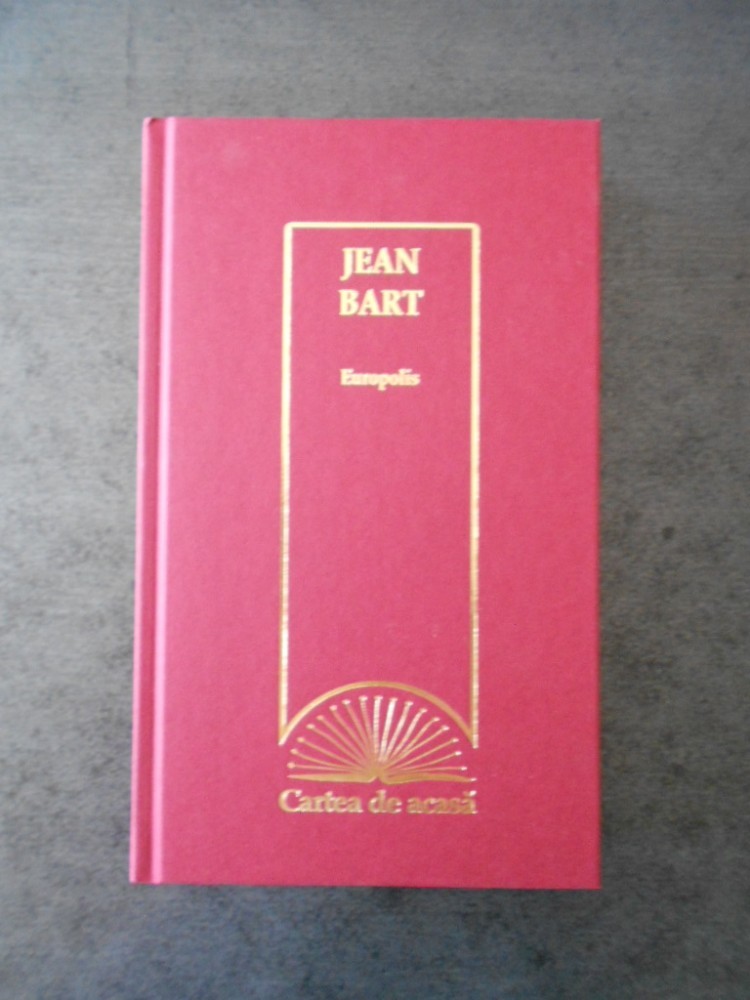 JEAN
BART
Europolis
Cartea de acasă